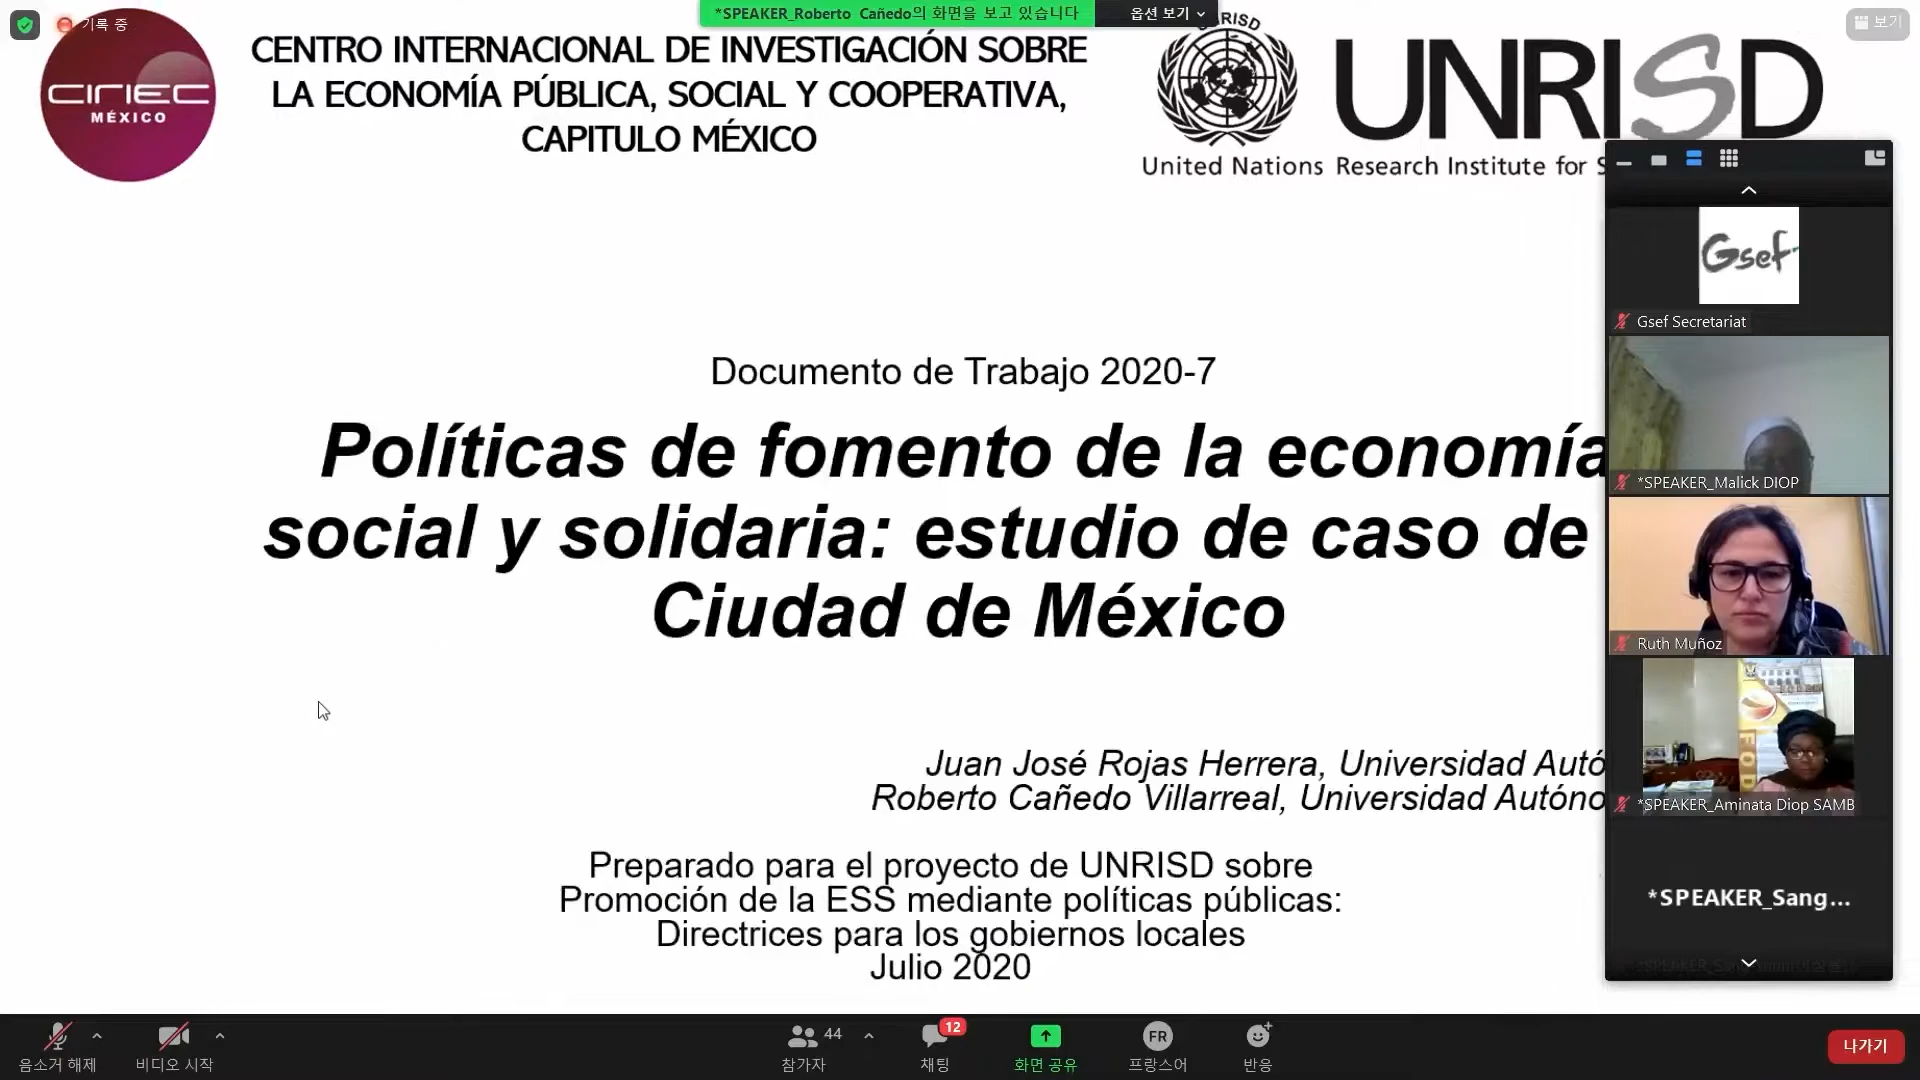 기록 중
*SPEAKER_Roberto Cañedo의 화면을 보고 있습니다
옵션 보기
보기
CIRIEC
MÉXICO
CENTRO INTERNACIONAL DE INVESTIGACIÓN SOBRE
LA ECONOMÍA PÚBLICA, SOCIAL Y COOPERATIVA,
CAPITULO MÉXICO
UNRISD
United Nations Research Institute for S
Documento de Trabajo 2020-7
Políticas de fomento de la economía
social y solidaria: estudio de caso de
Ciudad de México
Juan José Rojas Herrera, Universidad Autó
Roberto Cañedo Villarreal, Universidad Autóno
Preparado para el proyecto de UNRISD sobre
Promoción de la ESS mediante políticas públicas:
Directrices para los gobiernos locales
Julio 2020
Gsef
Gsef Secretariat
*SPEAKER_Malick DIOP
Ruth Muñoz
*SPEAKER_Aminata Diop SAMB
*SPEAKER_Sang...
음소거 해제
비디오 시작
44
참가자
12
채팅
화면 공유
FR
프랑스어
반응
나가기